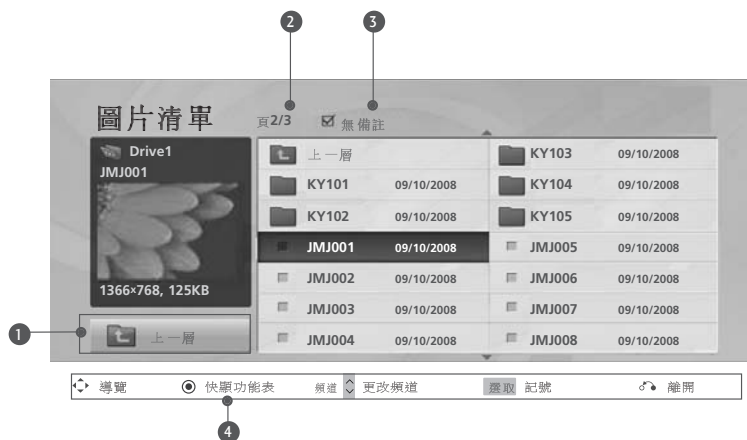 2 3
圖片清單 頁2/3 無備註
Drive1
JMJ001
1366×768, 125KB
1 上一層
上一層
KY101 09/10/2008
KY102 09/10/2008
JMJ001 09/10/2008
JMJ002 09/10/2008
JMJ003 09/10/2008
JMJ004 09/10/2008
KY103 09/10/2008
KY104 09/10/2008
KY105 09/10/2008
JMJ005 09/10/2008
JMJ006 09/10/2008
JMJ007 09/10/2008
JMJ008 09/10/2008
導覽 快顯功能表 頻道 更改頻道 選取 記號 離開
4